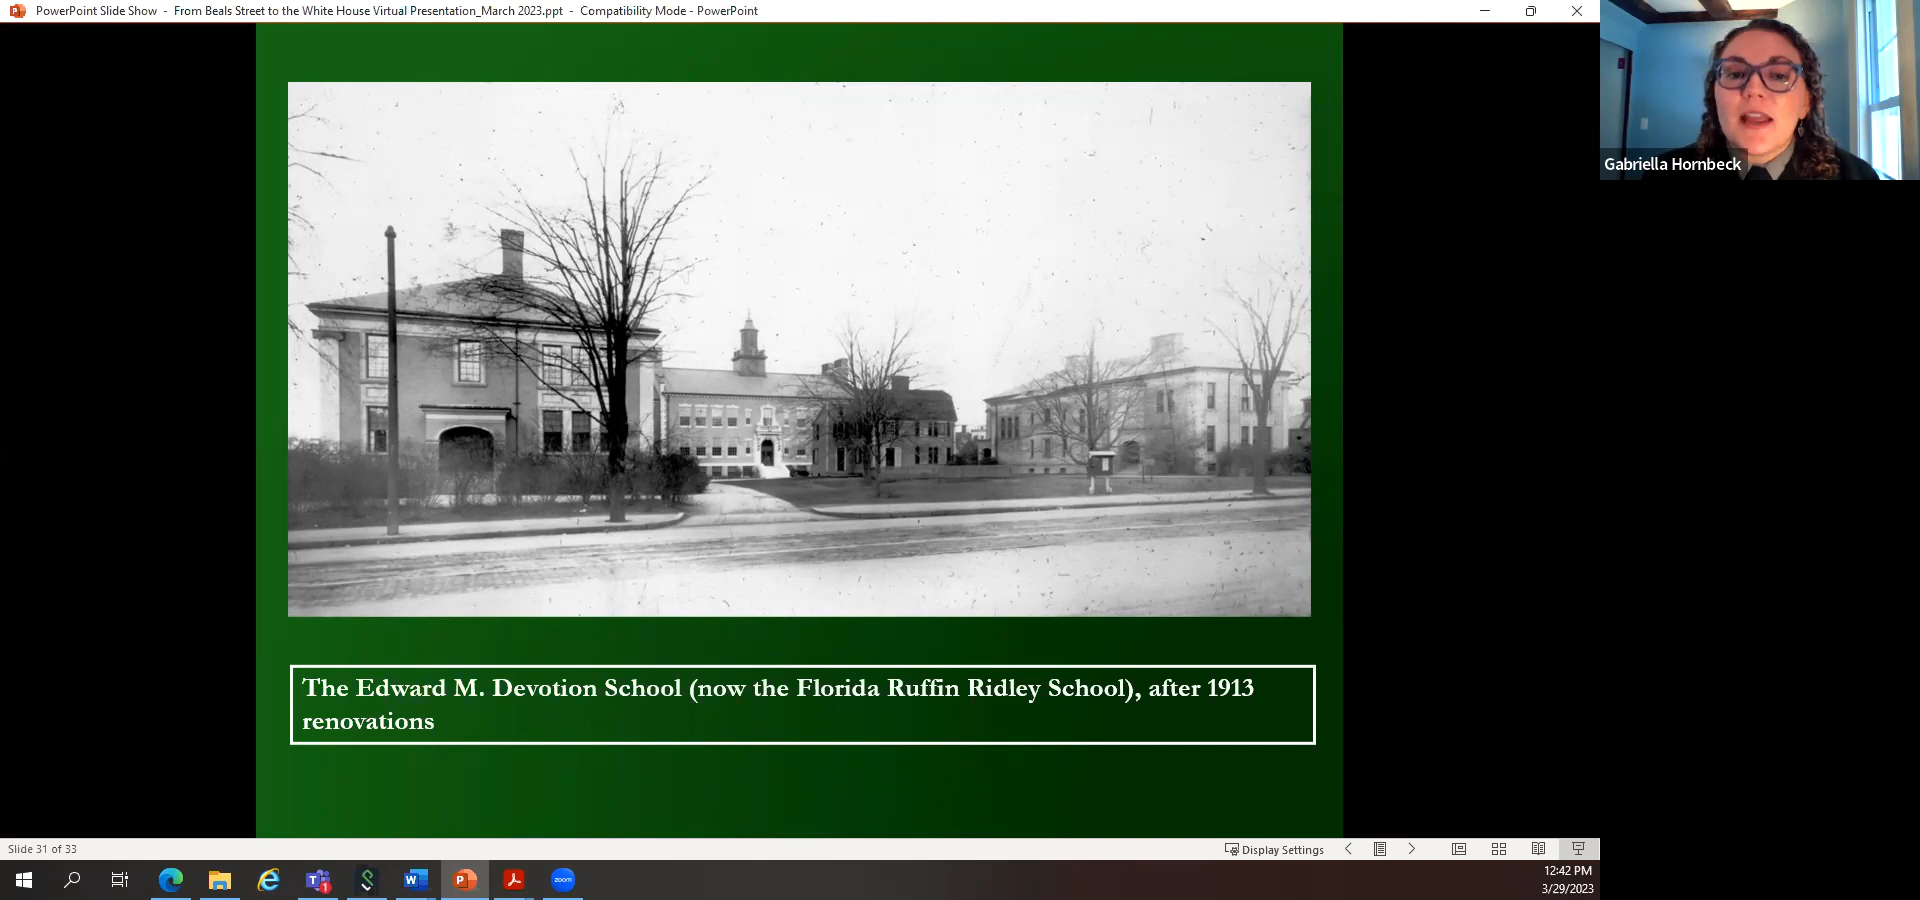 PowerPoint Slide Show - From Beals Street to the White House Virtual Presentation_March 2023.ppt - Compatibility Mode - PowerPoint
Gabriella Hornbeck
The Edward M. Devotion School (now the Florida Ruffin Ridley School), after 1913
renovations
Slide 31 of 33
Display Settings
zoom
12:42 PM
3/29/2023